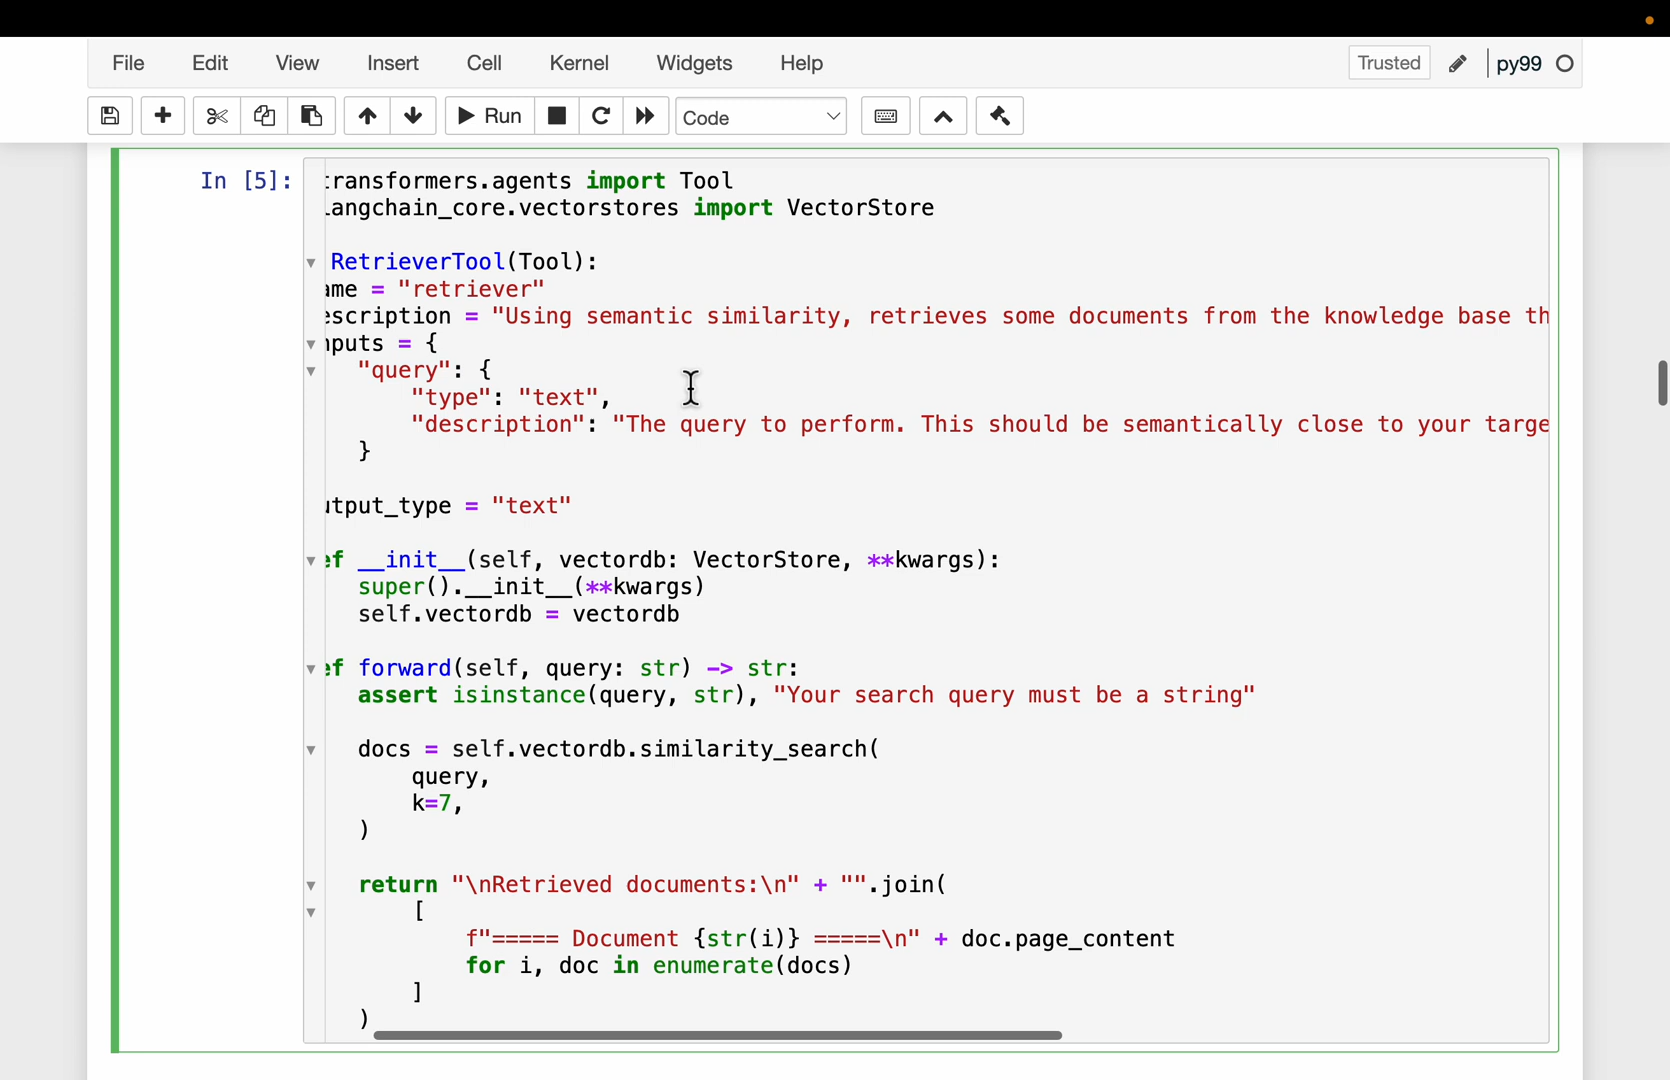 File Edit View Insert Cell Kernel Widgets Help Trusted py99
Run Code
In [5]:
transformers.agents import Tool
langchain_core.vectorstores import VectorStore
RetrieverTool(Tool):
ame = "retriever"
escription = "Using semantic similarity, retrieves some documents from the knowledge base th
nputs = {
"query": {
"type": "text",
"description": "The query to perform. This should be semantically close to your targe
}
utput_type = "text"
ef __init__(self, vectordb: VectorStore, **kwargs):
super().__init__(**kwargs)
self.vectordb = vectordb
ef forward(self, query: str) -> str:
assert isinstance(query, str), "Your search query must be a string"
docs = self.vectordb.similarity_search(
query,
k=7,
)
return "\nRetrieved documents:\n" + "".join(
[
f"===== Document {str(i)} =====\n" + doc.page_content
for i, doc in enumerate(docs)
]
)